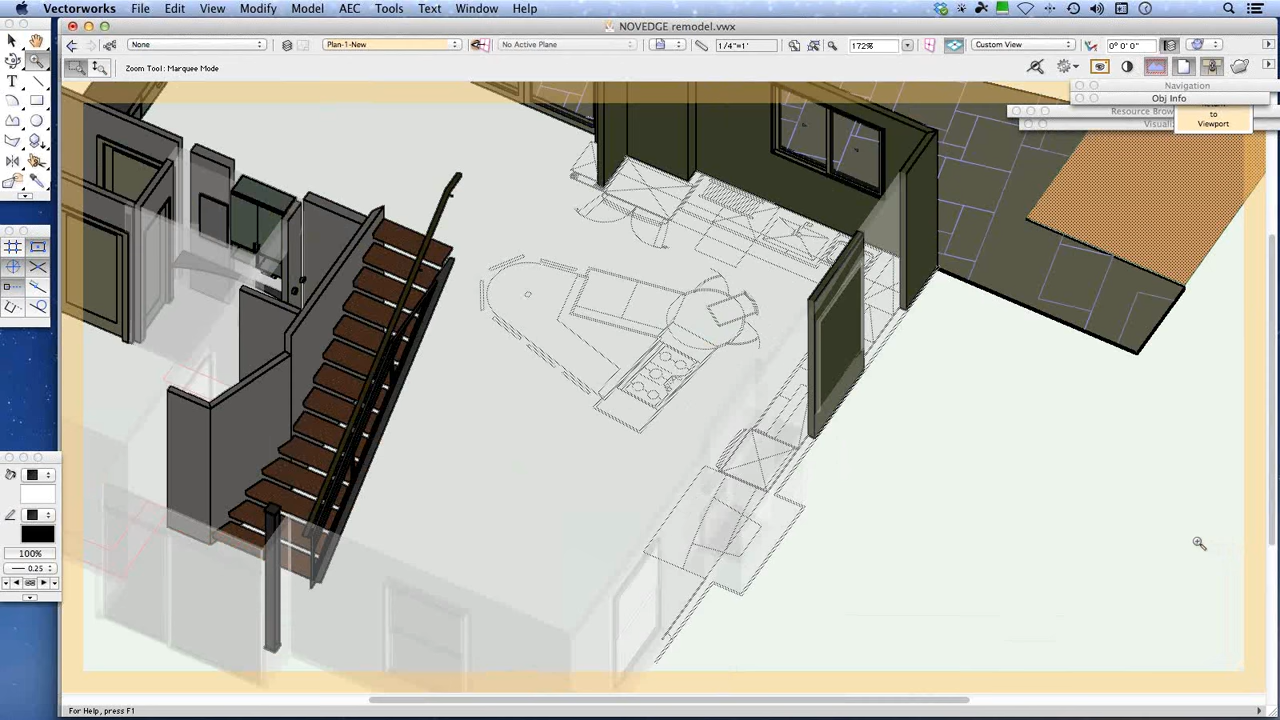 Vectorworks File Edit View Modify Model AEC Tools Text Window Help
NOVEDGE remodel.vwx
None Plan-1-New No Active Plane 1/4"=1' 172% Custom View 0° 0' 0"
Zoom Tool: Marquee Mode
Navigation
Obj Info
Resource Brow
Visualiz
to
Viewport
100%
0.25
For Help, press F1